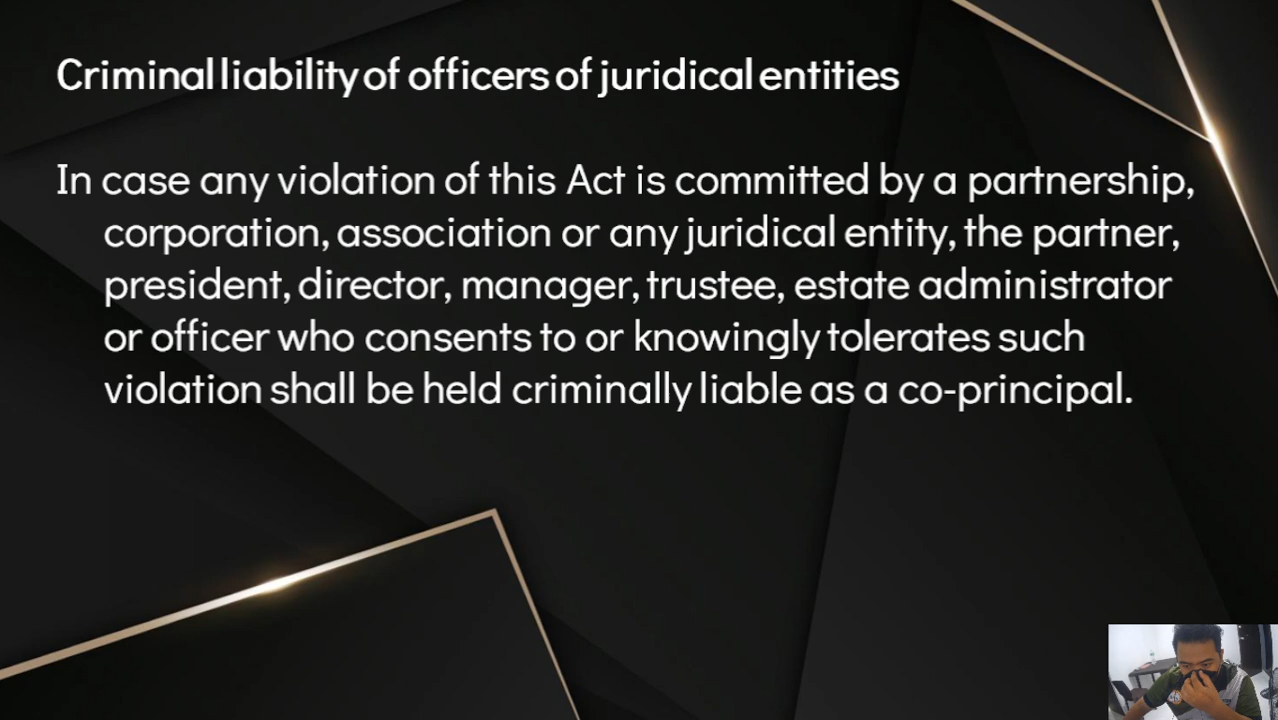 Criminal liability of officers of juridical entities
In case any violation of this Act is committed by a partnership,
corporation, association or any juridical entity, the partner,
president, director, manager, trustee, estate administrator
or officer who consents to or knowingly tolerates such
violation shall be held criminally liable as a co-principal.